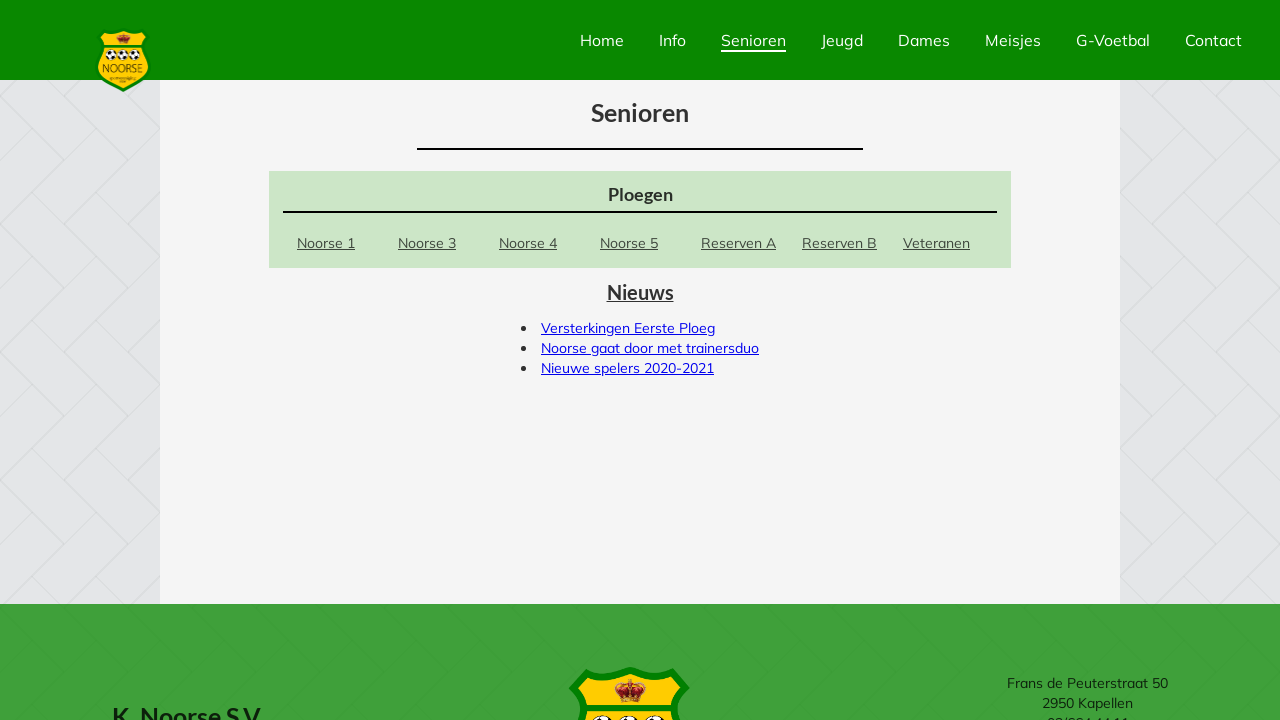 NOORSE
Home Info Senioren Jeugd Dames Meisjes G-Voetbal Contact
Senioren
Ploegen
Noorse 1 Noorse 3 Noorse 4 Noorse 5 Reserven A Reserven B Veteranen
Nieuws
Versterkingen Eerste Ploeg
Noorse gaat door met trainersduo
Nieuwe spelers 2020-2021
K. Noorse S.V.
Frans de Peuterstraat 50
2950 Kapellen